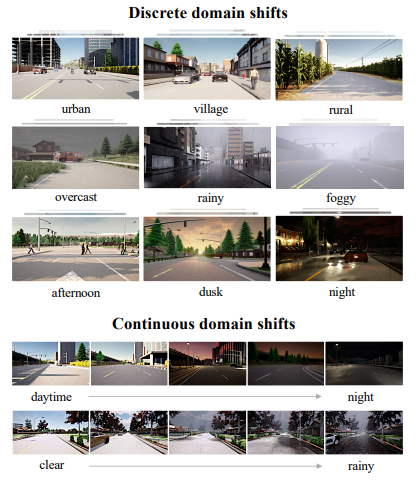 Discrete domain shifts
urban village rural
overcast rainy foggy
afternoon dusk night
Continuous domain shifts
daytime night
clear rainy